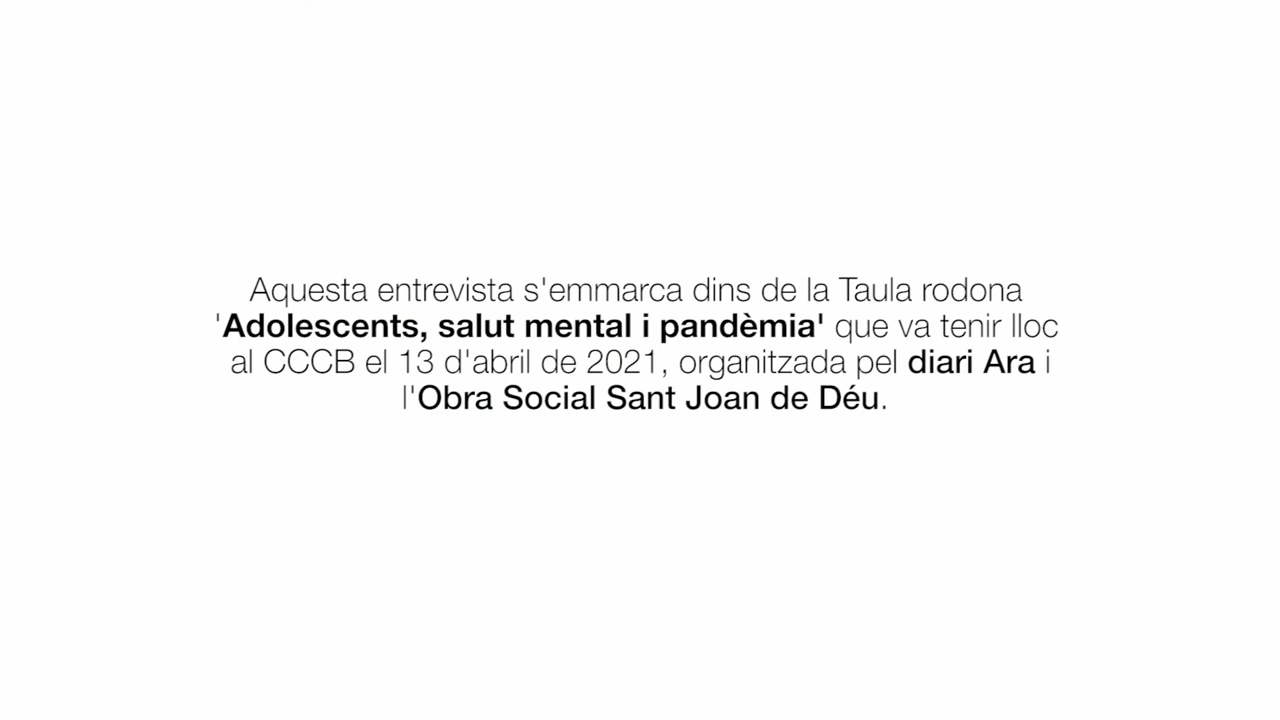 Aquesta entrevista s'emmarca dins de la Taula rodona
'Adolescents, salut mental i pandèmia' que va tenir lloc
al CCCB el 13 d'abril de 2021, organitzada pel diari Ara i
l'Obra Social Sant Joan de Déu.